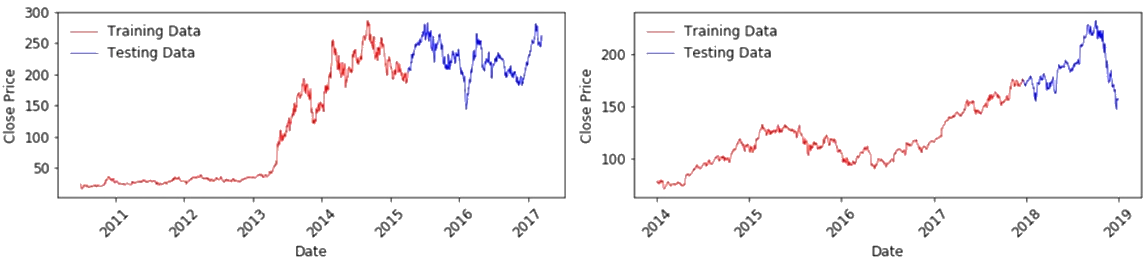 300
250
200
150
100
50
Close Price
Training Data
Testing Data
2011
2012
2013
2014
2015
2016
2017
Date
200
150
100
Close Price
Training Data
Testing Data
2014
2015
2016
2017
2018
2019
Date